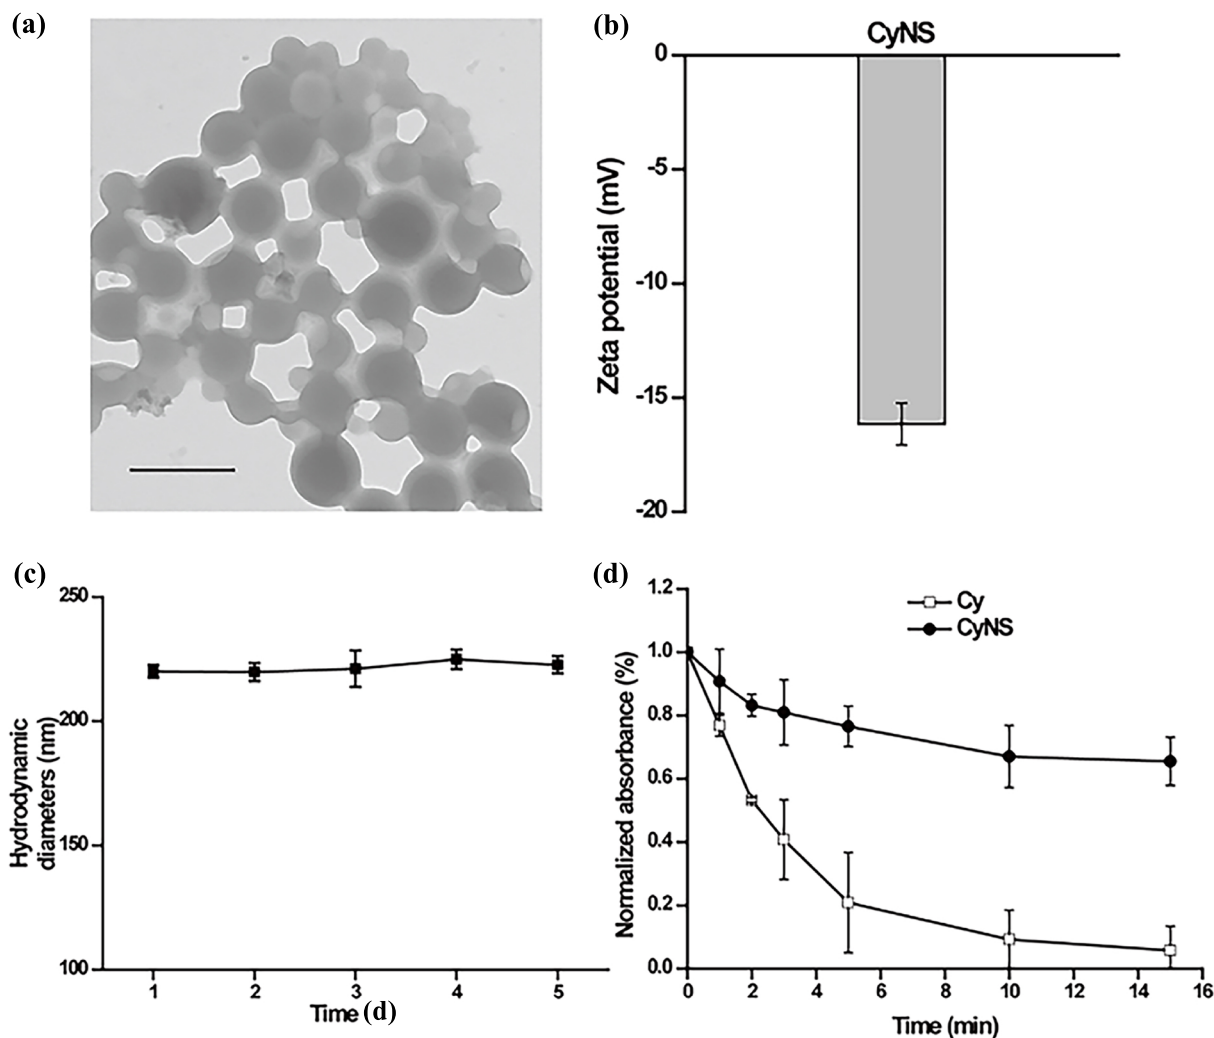 (a)
(b)
CyNS
0
-5
-10
-15
-20
Zeta potential (mV)
(c)
250
200
150
100
Hydrodynamic
diameters (nm)
1 2 3 4 5
Time (d)
(d)
1.2
1.0
0.8
0.6
0.4
0.2
0.0
Normalized absorbance (%)
Cy
CyNS
0 2 4 6 8 10 12 14 16
Time (min)